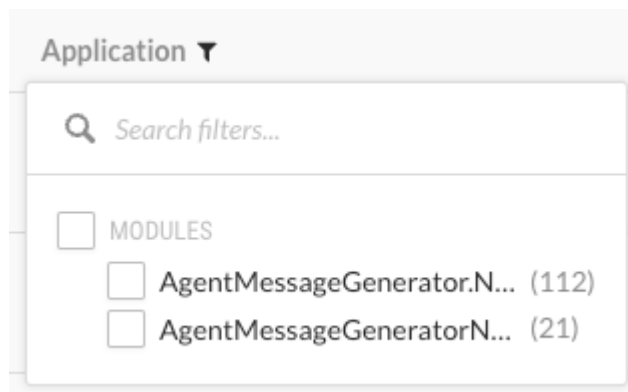 Application
Search filters...
MODULES
AgentMessageGenerator.N... (112)
AgentMessageGeneratorN... (21)